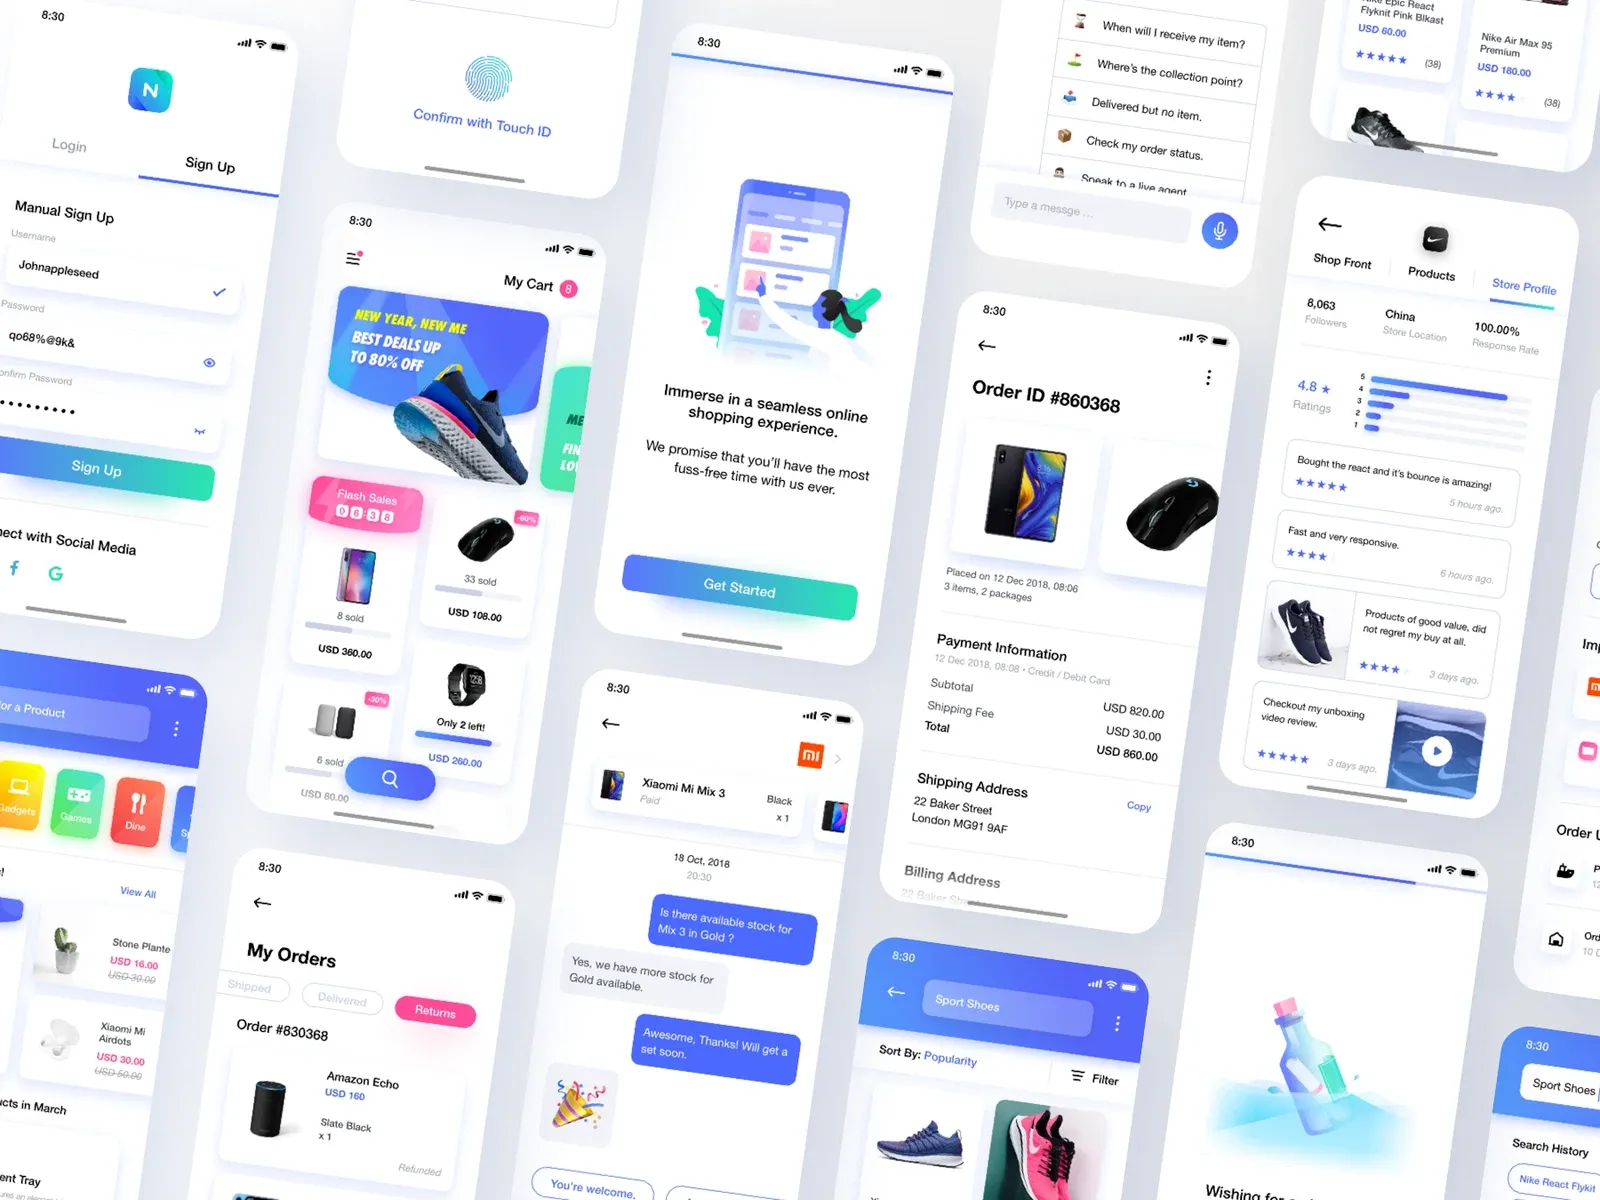 8:30
N
Login
Sign Up
Manual Sign Up
Username
Johnappleseed
Password
qo68%@9k&
onfirm Password
Sign Up
nect with Social Media
f
G
for a Product
Gadgets
Games
Dine
View All
Stone Plante
USD 16.00
USD 30.00
Xiaomi Mi
Airdots
USD 30.00
USD 50.00
cts in March
ent Tray
Confirm with Touch ID
8:30
My Cart 8
NEW YEAR, NEW ME
BEST DEALS UP
TO 80% OFF
ME
FIN
LO
Flash Sales
0 6 : 3 8
8 sold
USD 360.00
-60%
33 sold
USD 108.00
-30%
6 sold
USD 80.00
Only 2 left!
USD 260.00
8:30
My Orders
Shipped
Delivered
Returns
Order #830368
Amazon Echo
USD 160
Slate Black
x 1
Refunded
8:30
Immerse in a seamless online
shopping experience.
We promise that you'll have the most
fuss-free time with us ever.
Get Started
8:30
mi
Xiaomi Mi Mix 3
Paid
Black
x 1
18 Oct, 2018
20:30
Is there available stock for
Mix 3 in Gold ?
Yes, we have more stock for
Gold available.
Awesome, Thanks! Will get a
set soon.
You're welcome.
When will I receive my item?
Where's the collection point?
Delivered but no item.
Check my order status.
Speak to a live agent
Type a messge ...
8:30
Order ID #860368
Placed on 12 Dec 2018, 08:06
3 items, 2 packages
Payment Information
12 Dec 2018, 08:08 • Credit / Debit Card
Subtotal
USD 820.00
Shipping Fee
USD 30.00
Total
USD 860.00
Shipping Address
Copy
22 Baker Street
London MG91 9AF
Billing Address
22 Baker Stre
8:30
Sport Shoes
Sort By: Popularity
Filter
Nike Epic React
Flyknit Pink Blkast
USD 60.00
(38)
Nike Air Max 95
Premium
USD 180.00
(38)
Shop Front
Products
Store Profile
8,063
Followers
China
Store Location
100.00%
Response Rate
4.8
Ratings
5
4
3
2
1
Bought the react and it's bounce is amazing!
5 hours ago.
Fast and very responsive.
6 hours ago.
Products of good value, did
not regret my buy at all.
3 days ago.
Checkout my unboxing
video review.
3 days ago.
8:30
Wishing for
Imp
mi
Order U
P
12
Ord
10 D
8:30
Sport Shoes
Search History
Nike React Flykit